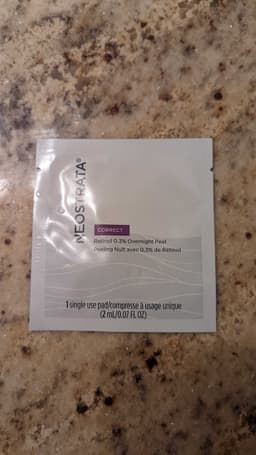 NEOSTRATA®
CORRECT
Retinol 0.3% Overnight Peel
Peeling Nuit avec 0,3% de Rétinol
1 single use pad/compresse à usage unique
(2 mL/0.07 FL OZ)